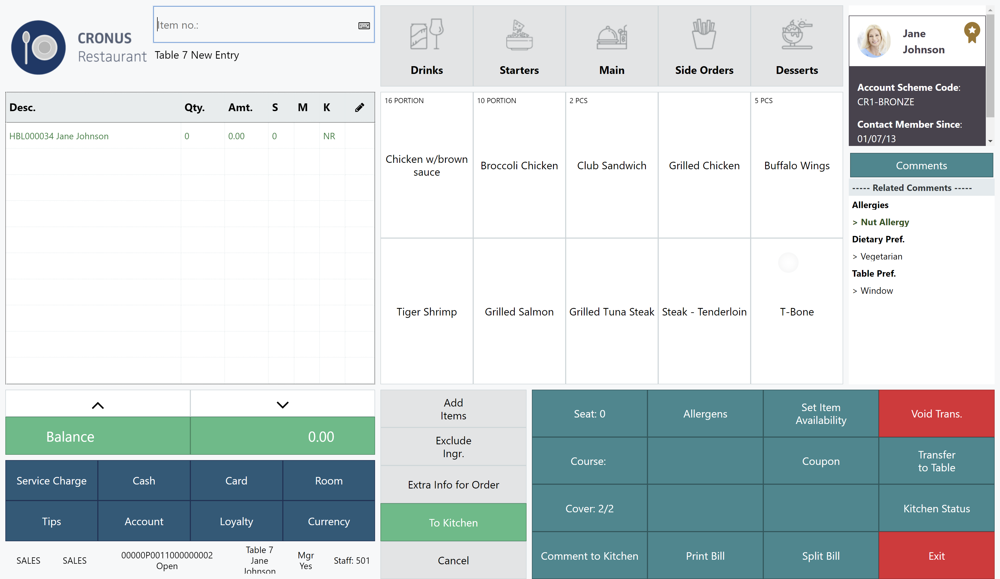 CRONUS
Restaurant
Item no.:
Table 7 New Entry
Drinks
Starters
Main
Side Orders
Desserts
Jane
Johnson
Account Scheme Code:
CR1-BRONZE
Contact Member Since:
01/07/13
Desc.
Qty.
Amt.
S
M
K
HBL000034 Jane Johnson
0
0.00
0
NR
16 PORTION
Chicken w/brown
sauce
10 PORTION
Broccoli Chicken
2 PCS
Club Sandwich
Grilled Chicken
5 PCS
Buffalo Wings
Tiger Shrimp
Grilled Salmon
Grilled Tuna Steak
Steak - Tenderloin
T-Bone
Comments
----- Related Comments -----
Allergies
> Nut Allergy
Dietary Pref.
> Vegetarian
Table Pref.
> Window
Balance
0.00
Service Charge
Cash
Card
Room
Tips
Account
Loyalty
Currency
SALES
SALES
00000P0011000000002
Open
Table 7
Jane
Johnson
Mgr
Yes
Staff: 501
Add
Items
Exclude
Ingr.
Extra Info for Order
To Kitchen
Cancel
Seat: 0
Allergens
Set Item
Availability
Void Trans.
Course:
Coupon
Transfer
to Table
Cover: 2/2
Kitchen Status
Comment to Kitchen
Print Bill
Split Bill
Exit